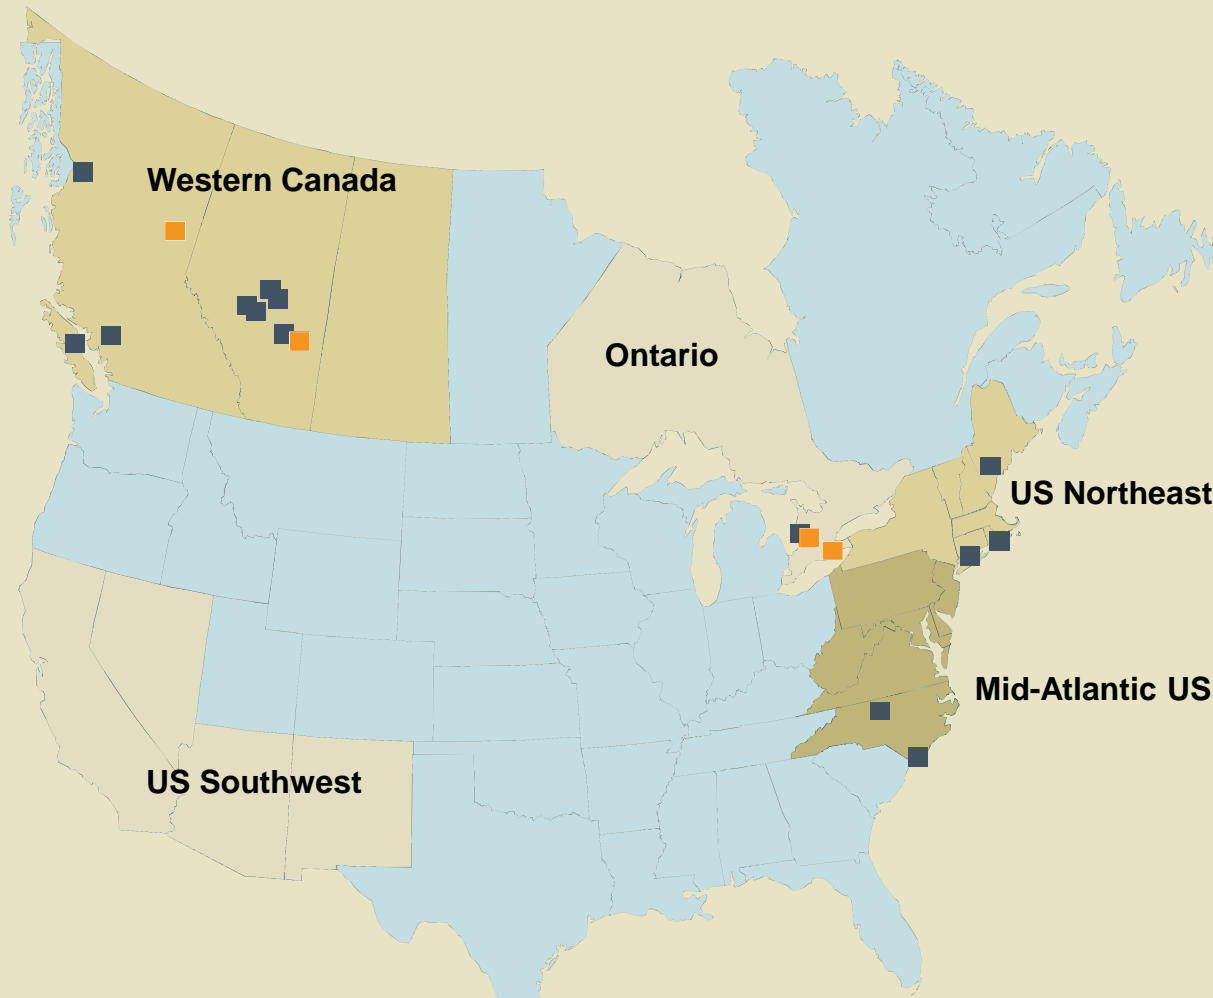 Western Canada
Ontario
US Northeast
Mid-Atlantic US
US Southwest